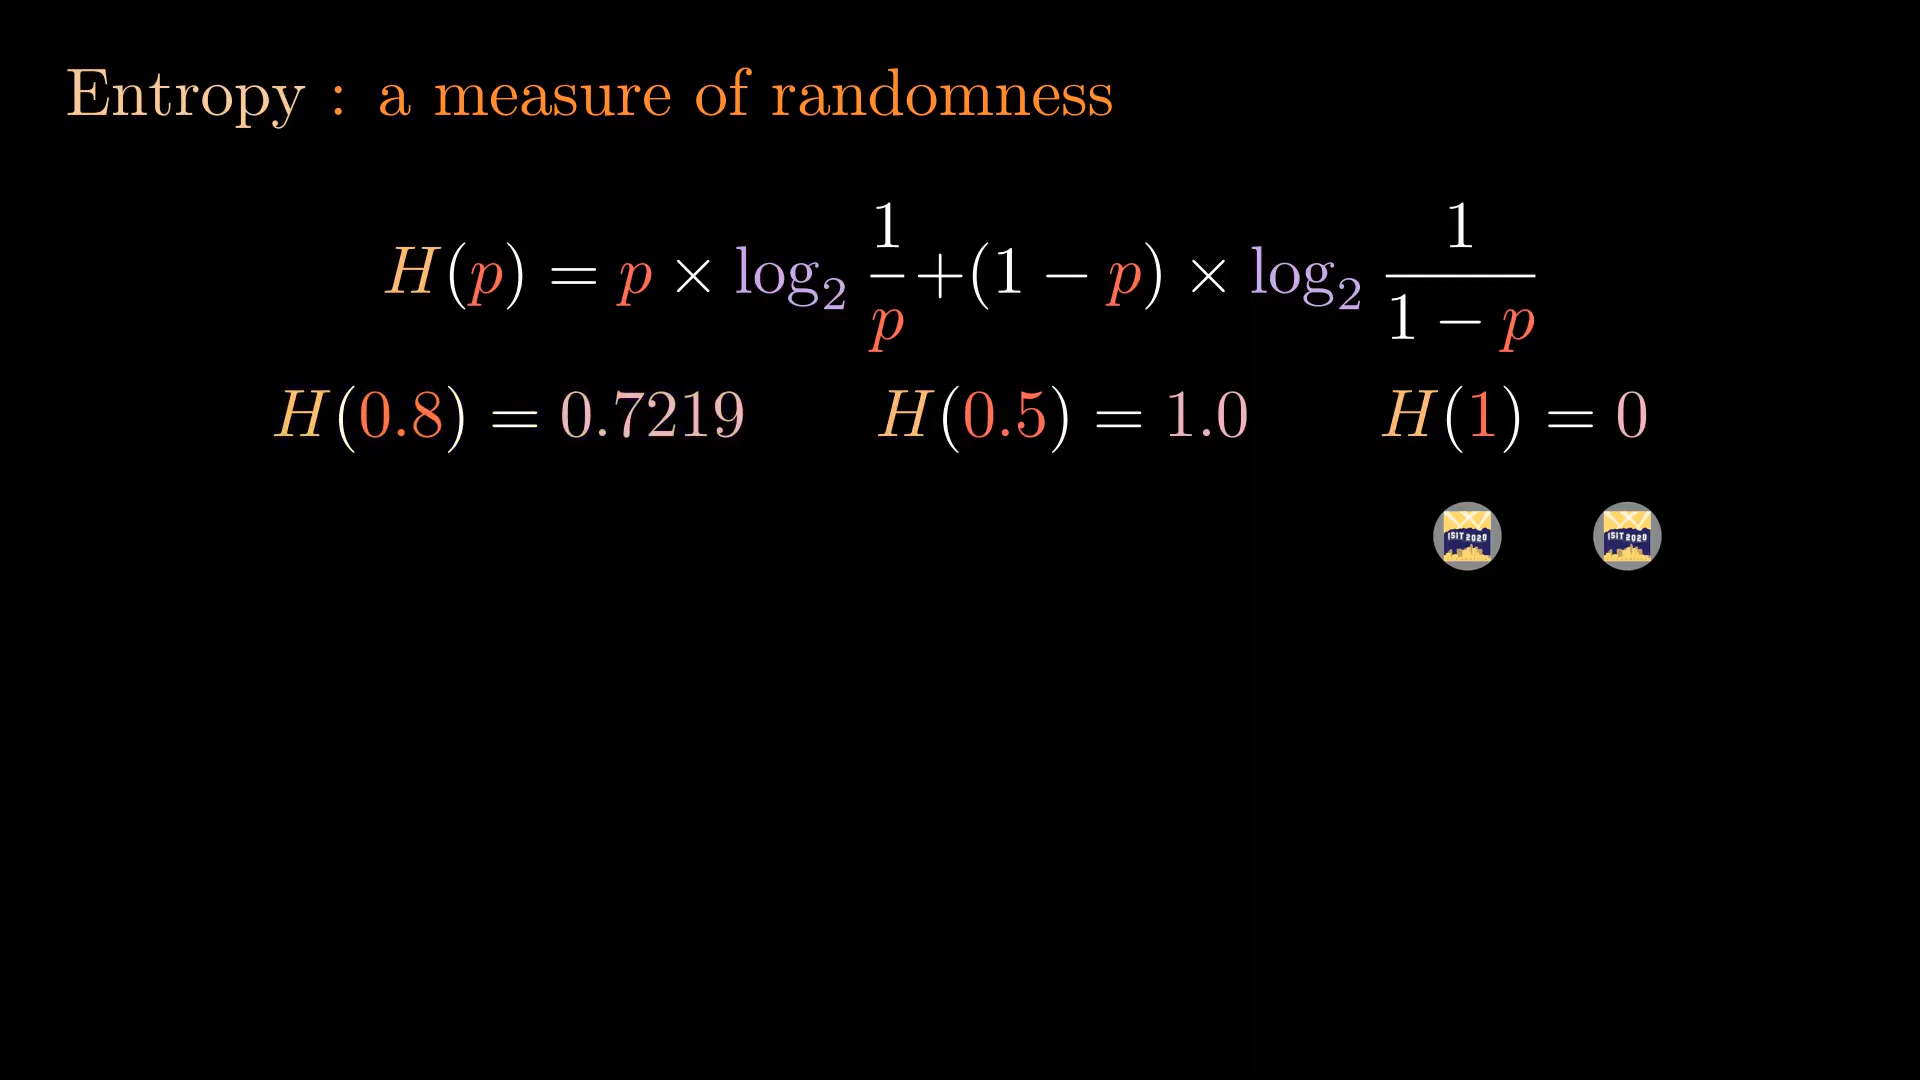 Entropy : a measure of randomness
H(p) = p × log₂ 1/p + (1 − p) × log₂ 1/(1 − p)
H(0.8) = 0.7219 H(0.5) = 1.0 H(1) = 0
ISIT 2020 ISIT 2020